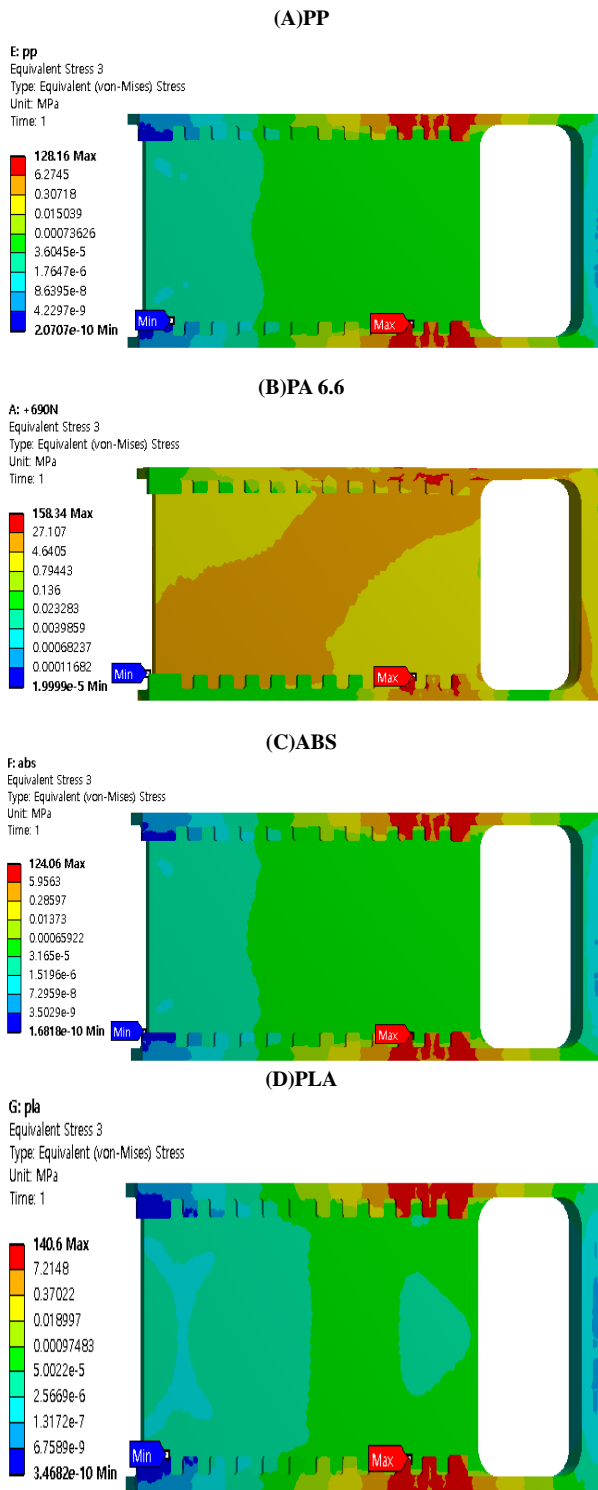 (A)PP
E: pp
Equivalent Stress 3
Type: Equivalent (von-Mises) Stress
Unit: MPa
Time: 1
128.16 Max
6.2745
0.30718
0.015039
0.00073626
3.6045e-5
1.7647e-6
8.6395e-8
4.2297e-9
2.0707e-10 Min
Min
Max
(B)PA 6.6
A: +690N
Equivalent Stress 3
Type: Equivalent (von-Mises) Stress
Unit: MPa
Time: 1
158.34 Max
27.107
4.6405
0.79443
0.136
0.023283
0.0039859
0.00068237
0.00011682
1.9999e-5 Min
Min
Max
(C)ABS
F: abs
Equivalent Stress 3
Type: Equivalent (von-Mises) Stress
Unit: MPa
Time: 1
124.06 Max
5.9563
0.28597
0.01373
0.00065922
3.165e-5
1.5196e-6
7.2959e-8
3.5029e-9
1.6818e-10 Min
Min
Max
(D)PLA
G: pla
Equivalent Stress 3
Type: Equivalent (von-Mises) Stress
Unit: MPa
Time: 1
140.6 Max
7.2148
0.37022
0.018997
0.00097483
5.0022e-5
2.5669e-6
1.3172e-7
6.7589e-9
3.4682e-10 Min
Min
Max